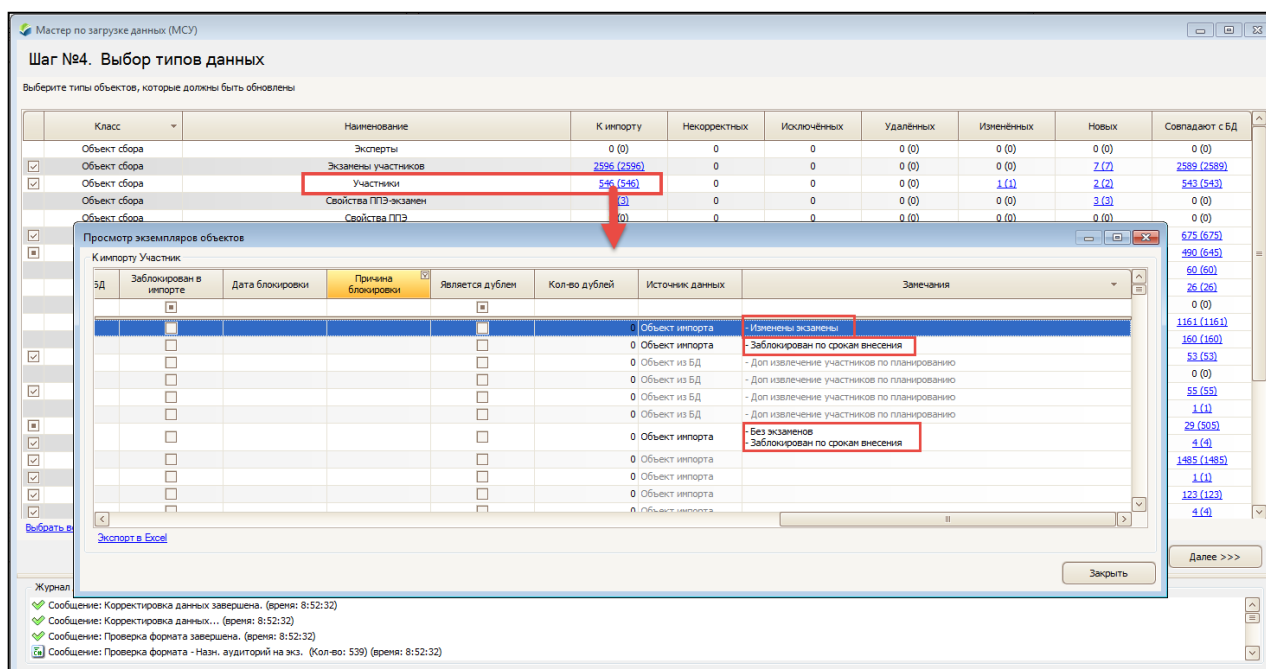 Мастер по загрузке данных (МСУ)
Шаг №4. Выбор типов данных
Выберите типы объектов, которые должны быть обновлены
Класс Наименование К импорту Некорректных Исключённых Удалённых Изменённых Новых Совпадают с БД
Объект сбора Эксперты 0 (0) 0 0 0 (0) 0 (0) 0 (0) 0 (0)
Объект сбора Экзамены участников 2596 (2596) 0 0 0 (0) 0 (0) 7 (7) 2589 (2589)
Объект сбора Участники 546 (546) 0 0 0 (0) 1 (1) 2 (2) 543 (543)
Объект сбора Свойства ППЭ-экзамен (3) 0 0 0 (0) 0 (0) 3 (3) 0 (0)
Объект сбора Свойства ППЭ (0) 0 0 0 (0) 0 (0) 0 (0) 0 (0)
Просмотр экземпляров объектов 675 (675)
К импорту Участник 490 (645)
60 (60)
БД Заблокирован в импорте Дата блокировки Причина блокировки Является дублем Кол-во дублей Источник данных Замечания
26 (26)
0 (0)
1161 (1161)
0 Объект импорта - Изменены экзамены
160 (160)
0 Объект импорта - Заблокирован по срокам внесения
53 (53)
0 Объект из БД - Доп извлечение участников по планированию
0 (0)
0 Объект из БД - Доп извлечение участников по планированию
55 (55)
0 Объект из БД - Доп извлечение участников по планированию
1 (1)
0 Объект из БД - Доп извлечение участников по планированию
29 (505)
- Без экзаменов
0 Объект импорта
- Заблокирован по срокам внесения
4 (4)
0 Объект импорта
1485 (1485)
0 Объект импорта
1 (1)
0 Объект импорта
123 (123)
0 Объект импорта
4 (4)
Выбрать вс
Экспорт в Excel
Далее >>>
Закрыть
Журнал
Сообщение: Корректировка данных завершена. (время: 8:52:32)
Сообщение: Корректировка данных... (время: 8:52:32)
Сообщение: Проверка формата завершена. (время: 8:52:32)
Сообщение: Проверка формата - Назн. аудиторий на экз. (Кол-во: 539) (время: 8:52:32)